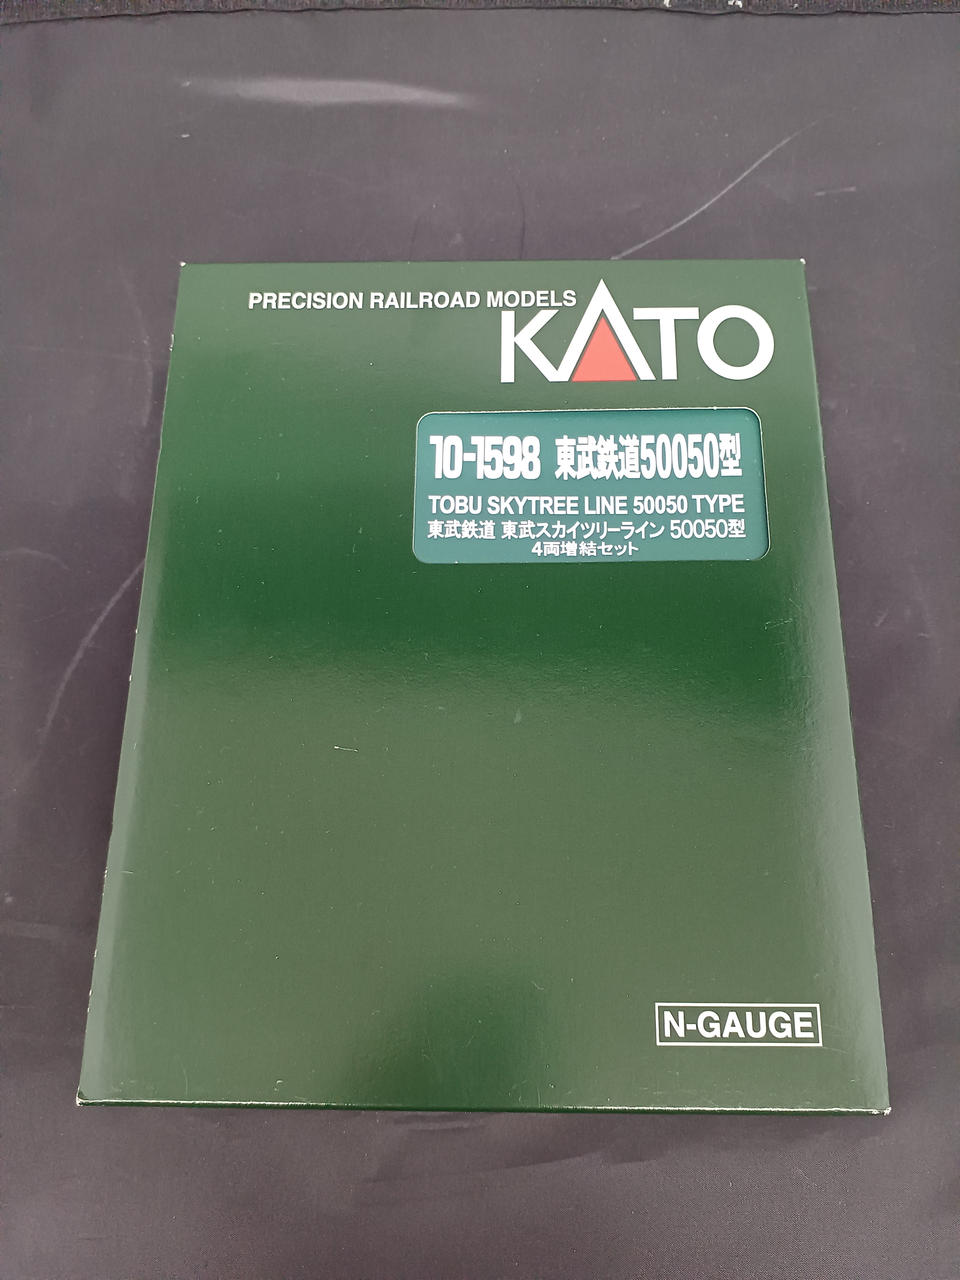 PRECISION RAILROAD MODELS
KATO
10-1598 東武鉄道50050型
TOBU SKYTREE LINE 50050 TYPE
東武鉄道 東武スカイツリーライン 50050型
4両増結セット
N-GAUGE